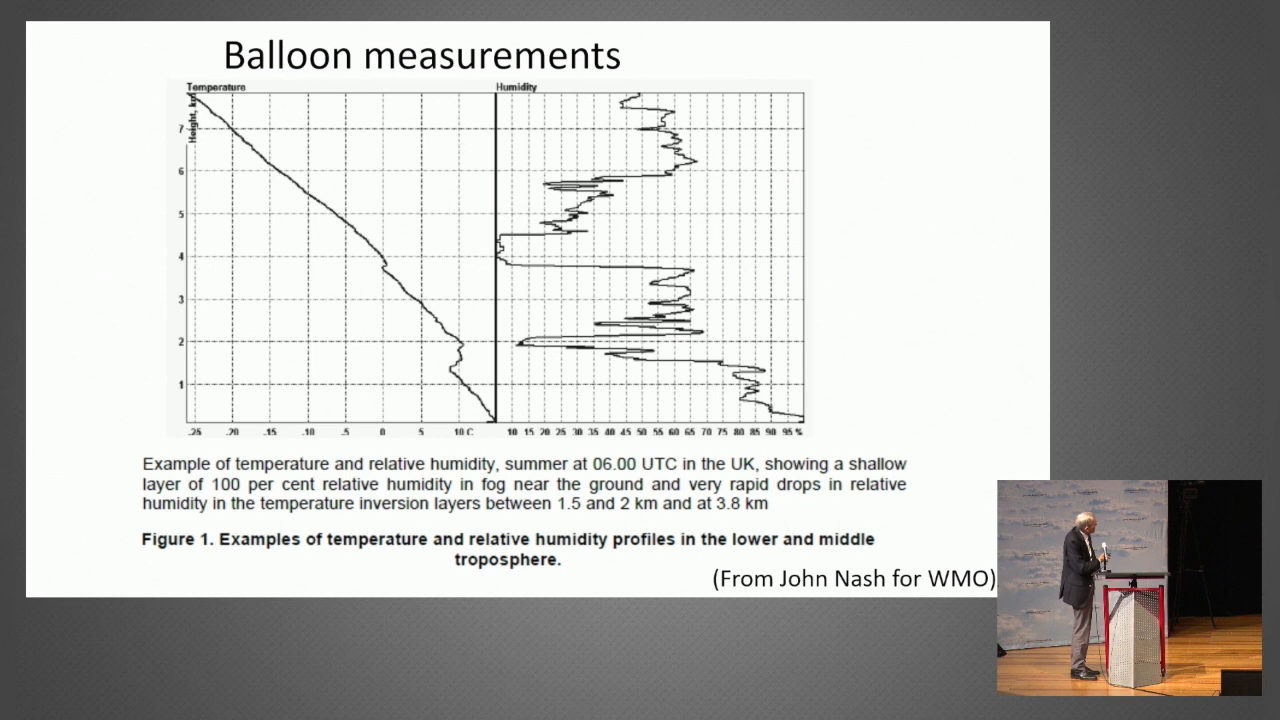 Balloon measurements
Temperature
Humidity
Height, km
7
6
5
4
3
2
1
.25 .20 .15 .10 .5 0 5 10 C
10 15 20 25 30 35 40 45 50 55 60 65 70 75 80 85 90 95 %
Example of temperature and relative humidity, summer at 06.00 UTC in the UK, showing a shallow
layer of 100 per cent relative humidity in fog near the ground and very rapid drops in relative
humidity in the temperature inversion layers between 1.5 and 2 km and at 3.8 km
Figure 1. Examples of temperature and relative humidity profiles in the lower and middle
troposphere.
(From John Nash for WMO)